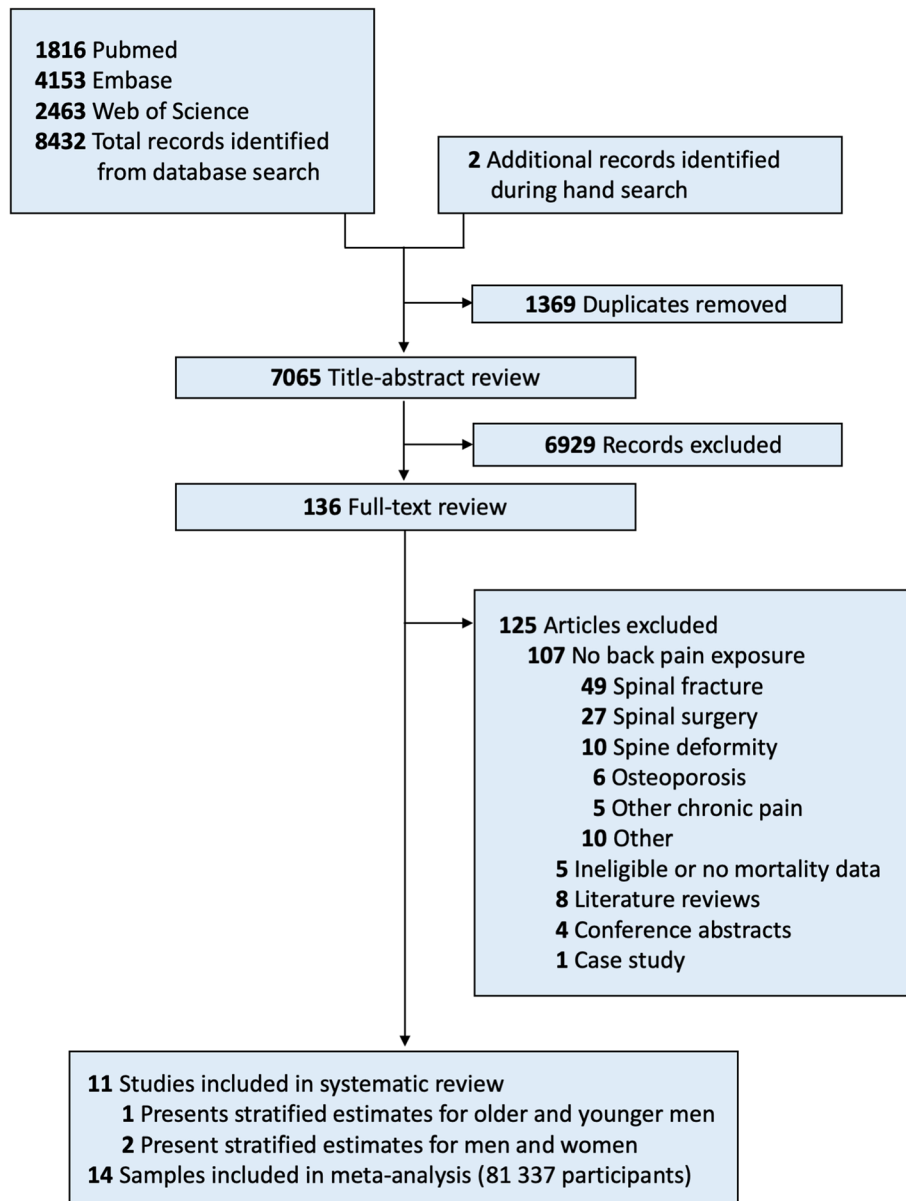 1816 Pubmed
4153 Embase
2463 Web of Science
8432 Total records identified
from database search
2 Additional records identified
during hand search
1369 Duplicates removed
7065 Title-abstract review
6929 Records excluded
136 Full-text review
125 Articles excluded
107 No back pain exposure
49 Spinal fracture
27 Spinal surgery
10 Spine deformity
6 Osteoporosis
5 Other chronic pain
10 Other
5 Ineligible or no mortality data
8 Literature reviews
4 Conference abstracts
1 Case study
11 Studies included in systematic review
1 Presents stratified estimates for older and younger men
2 Present stratified estimates for men and women
14 Samples included in meta-analysis (81 337 participants)